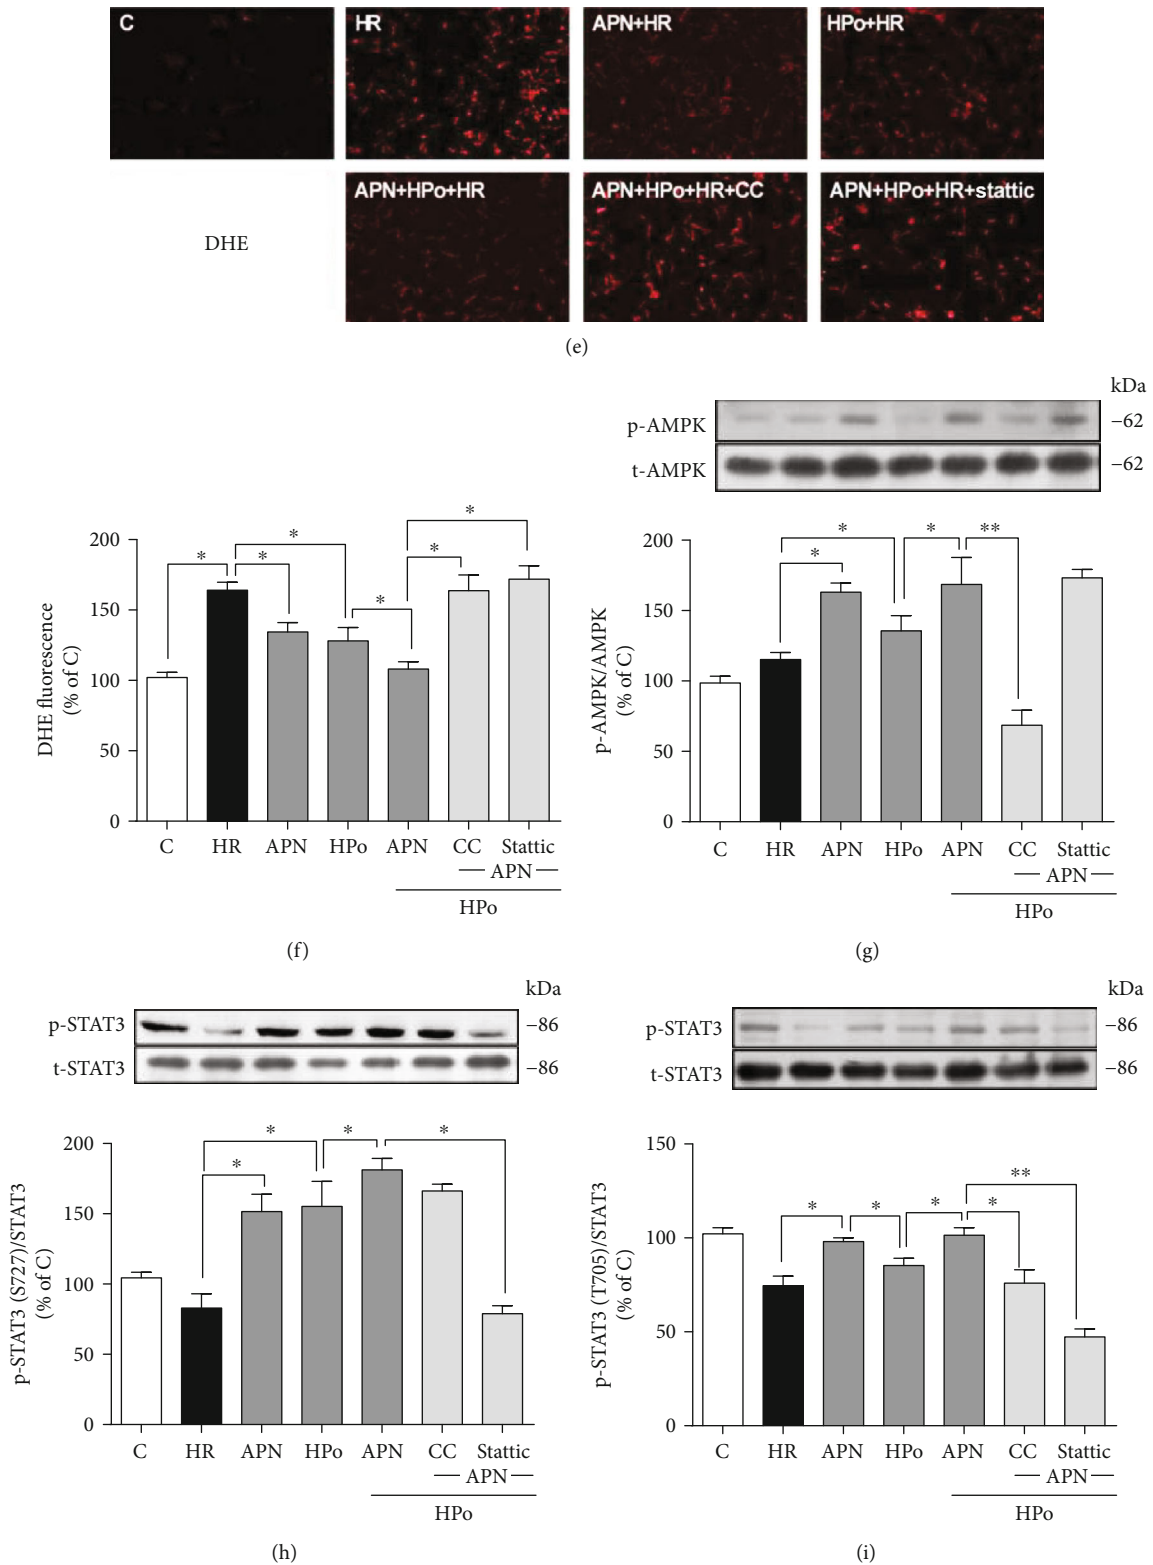 C
HR
APN+HR
HPo+HR
APN+HPo+HR
APN+HPo+HR+CC
APN+HPo+HR+stattic
DHE
(e)
200
150
100
50
0
DHE fluorescence
(% of C)
*
*
*
*
*
*
C HR APN HPo APN CC Stattic
APN
HPo
(f)
kDa
p-AMPK −62
t-AMPK −62
200
150
100
50
0
p-AMPK/AMPK
(% of C)
*
*
*
**
C HR APN HPo APN CC Stattic
APN
HPo
(g)
kDa
p-STAT3 −86
t-STAT3 −86
200
150
100
50
0
p-STAT3 (S727)/STAT3
(% of C)
*
*
*
*
C HR APN HPo APN CC Stattic
APN
HPo
(h)
kDa
p-STAT3 −86
t-STAT3 −86
150
100
50
0
p-STAT3 (T705)/STAT3
(% of C)
*
*
*
*
**
C HR APN HPo APN CC Stattic
APN
HPo
(i)